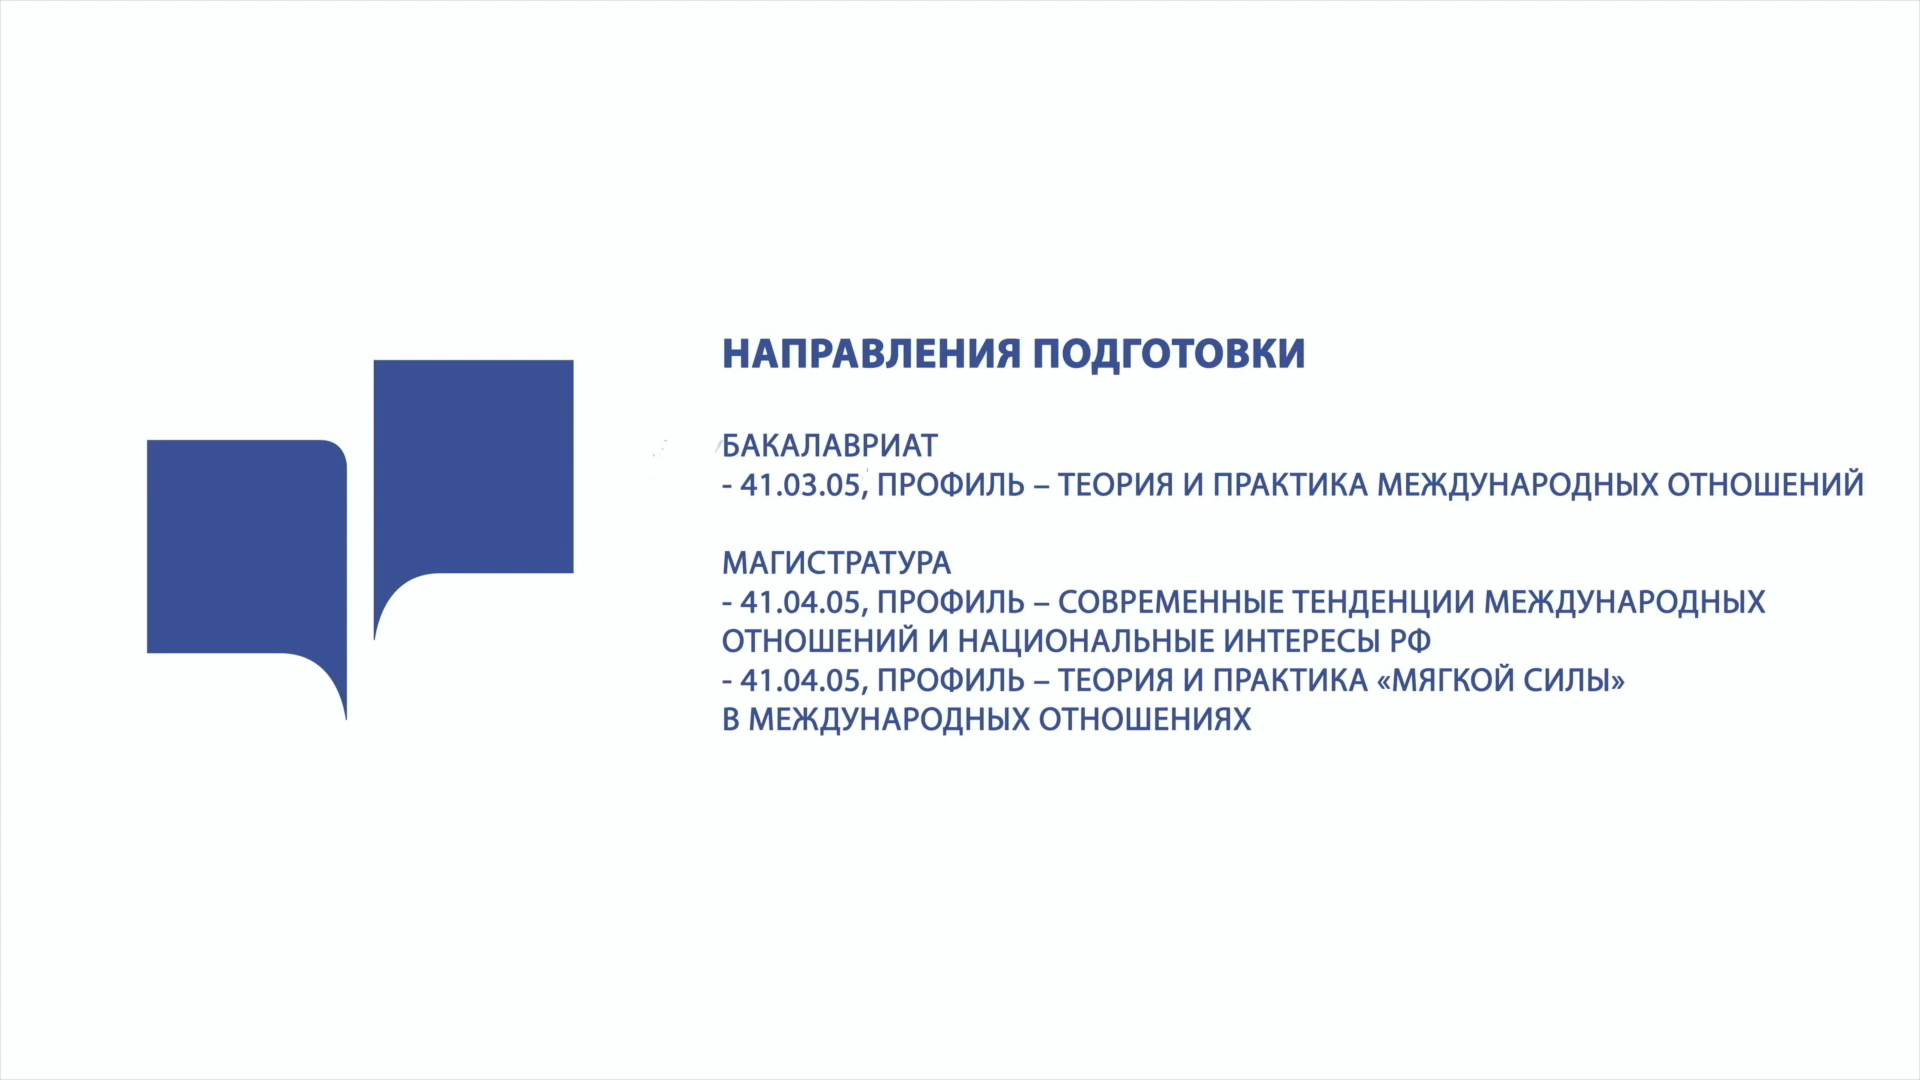 НАПРАВЛЕНИЯ ПОДГОТОВКИ
БАКАЛАВРИАТ
- 41.03.05, ПРОФИЛЬ – ТЕОРИЯ И ПРАКТИКА МЕЖДУНАРОДНЫХ ОТНОШЕНИЙ
МАГИСТРАТУРА
- 41.04.05, ПРОФИЛЬ – СОВРЕМЕННЫЕ ТЕНДЕНЦИИ МЕЖДУНАРОДНЫХ
ОТНОШЕНИЙ И НАЦИОНАЛЬНЫЕ ИНТЕРЕСЫ РФ
- 41.04.05, ПРОФИЛЬ – ТЕОРИЯ И ПРАКТИКА «МЯГКОЙ СИЛЫ»
В МЕЖДУНАРОДНЫХ ОТНОШЕНИЯХ